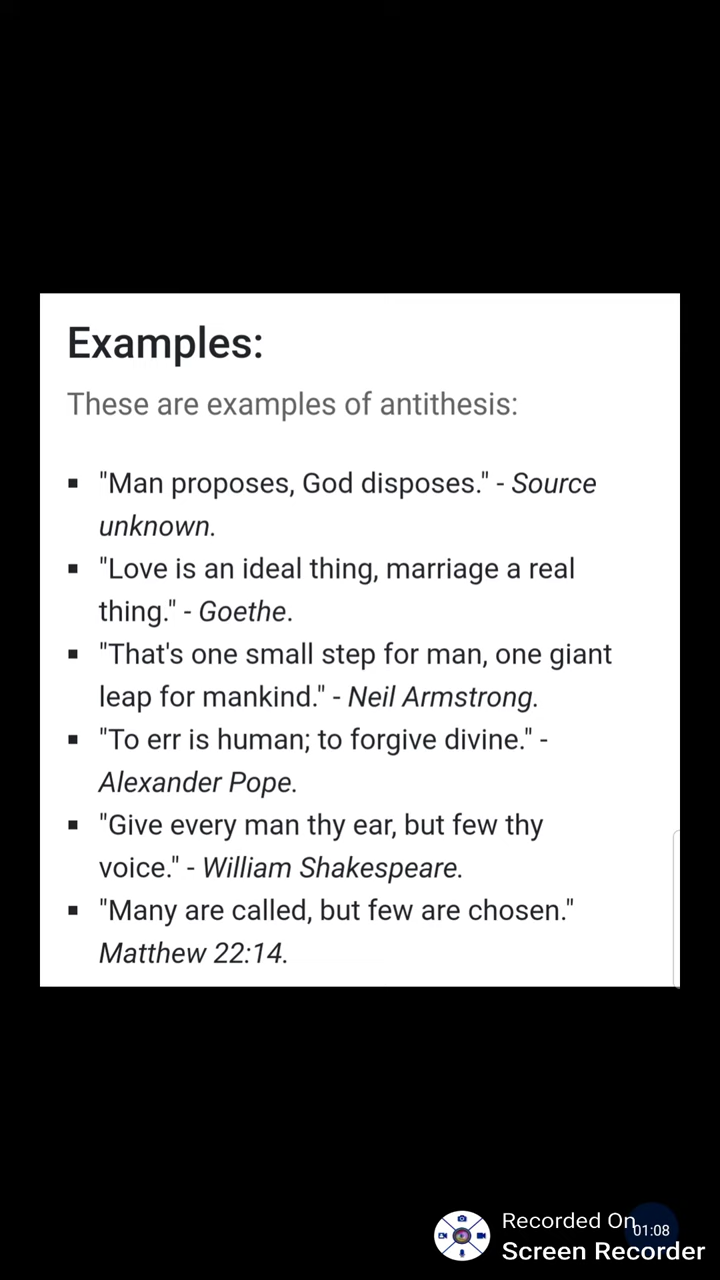 Examples:
These are examples of antithesis:
▪ "Man proposes, God disposes." - Source
unknown.
▪ "Love is an ideal thing, marriage a real
thing." - Goethe.
▪ "That's one small step for man, one giant
leap for mankind." - Neil Armstrong.
▪ "To err is human; to forgive divine." -
Alexander Pope.
▪ "Give every man thy ear, but few thy
voice." - William Shakespeare.
▪ "Many are called, but few are chosen."
Matthew 22:14.
Recorded On
01:08
Screen Recorder